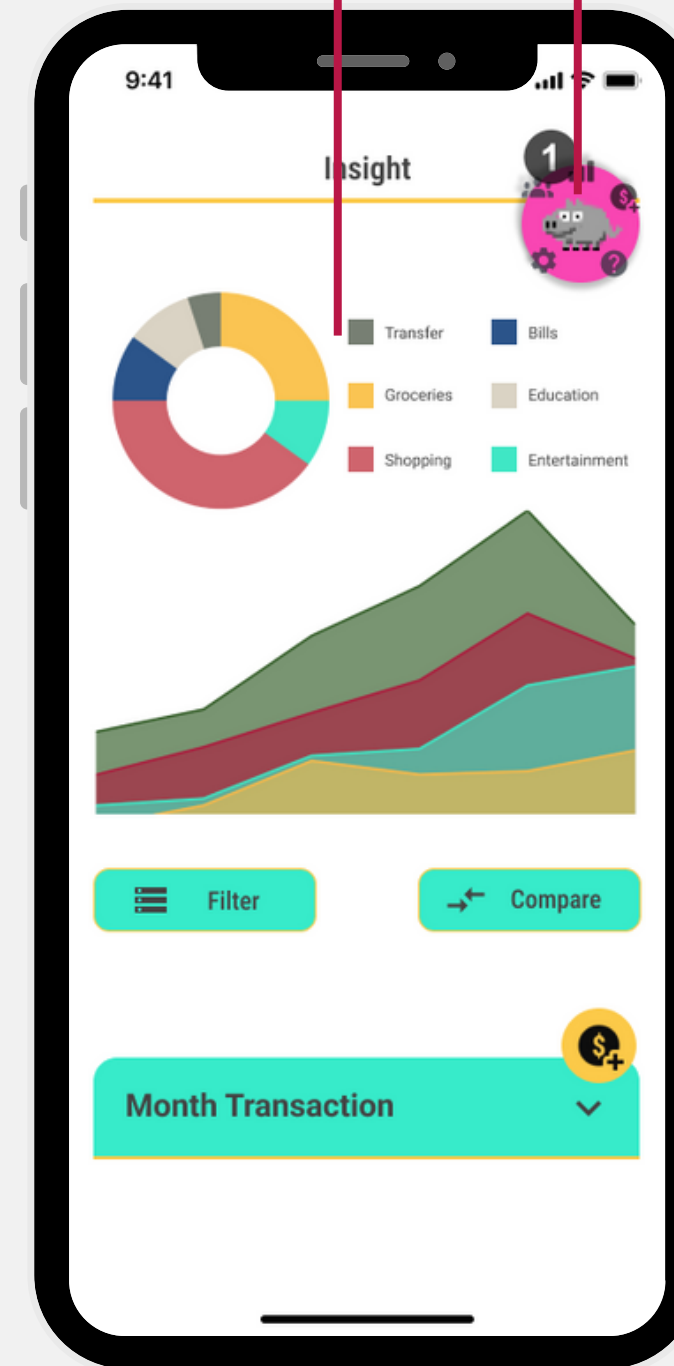 9:41
Insight
1
$+
?
Transfer
Bills
Groceries
Education
Shopping
Entertainment
Filter
Compare
$+
Month Transaction